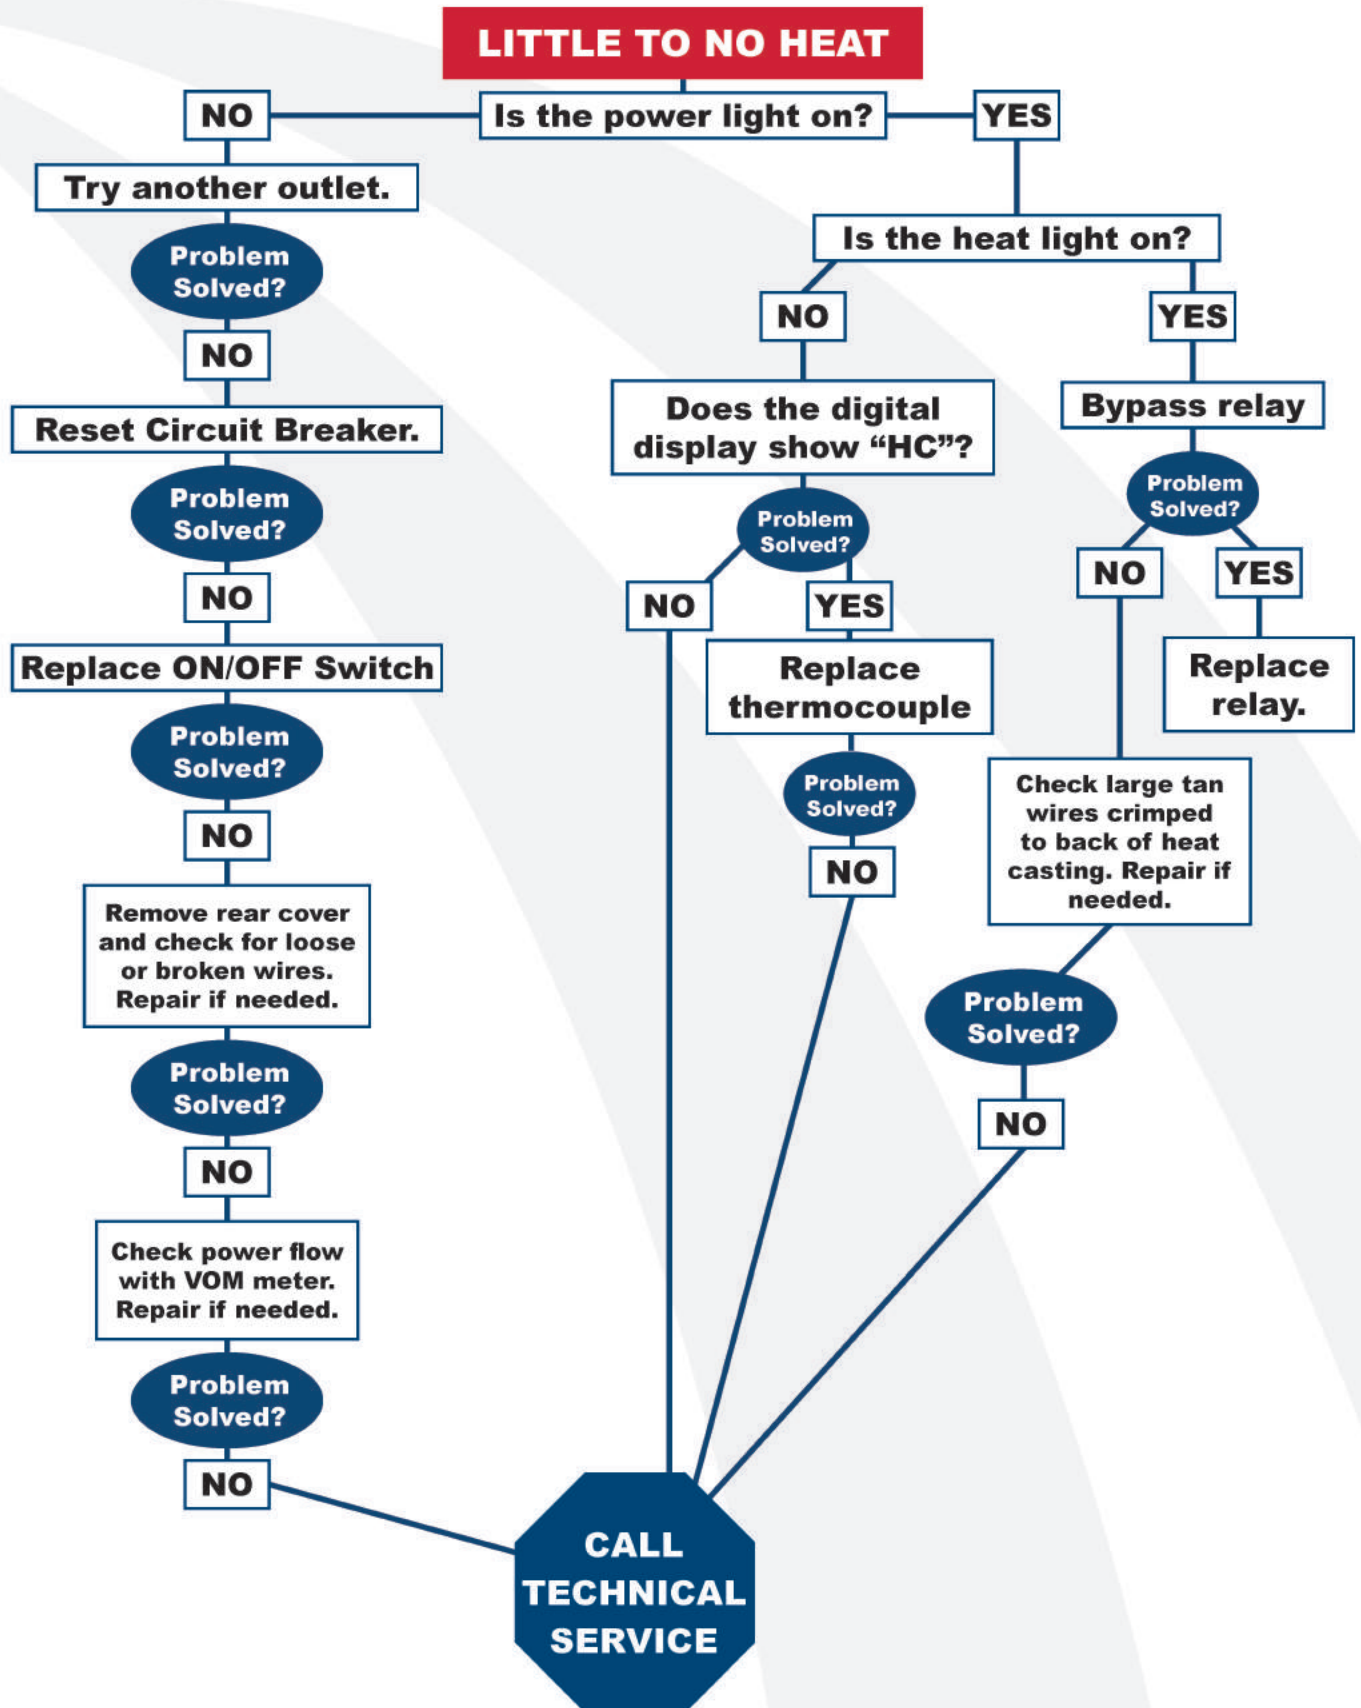 LITTLE TO NO HEAT
Is the power light on?
NO
Try another outlet.
Problem
Solved?
NO
Reset Circuit Breaker.
Problem
Solved?
NO
Replace ON/OFF Switch
Problem
Solved?
NO
Remove rear cover
and check for loose
or broken wires.
Repair if needed.
Problem
Solved?
NO
Check power flow
with VOM meter.
Repair if needed.
Problem
Solved?
NO
YES
Is the heat light on?
NO
Does the digital
display show “HC”?
Problem
Solved?
NO
YES
Replace
thermocouple
Problem
Solved?
NO
YES
Bypass relay
Problem
Solved?
NO
YES
Replace
relay.
Check large tan
wires crimped
to back of heat
casting. Repair if
needed.
Problem
Solved?
NO
CALL
TECHNICAL
SERVICE